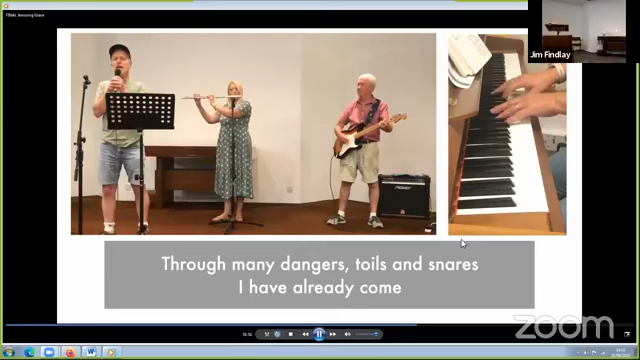 FINAL Amazing Grace
Jim Findlay
Through many dangers, toils and snares
I have already come
zoom